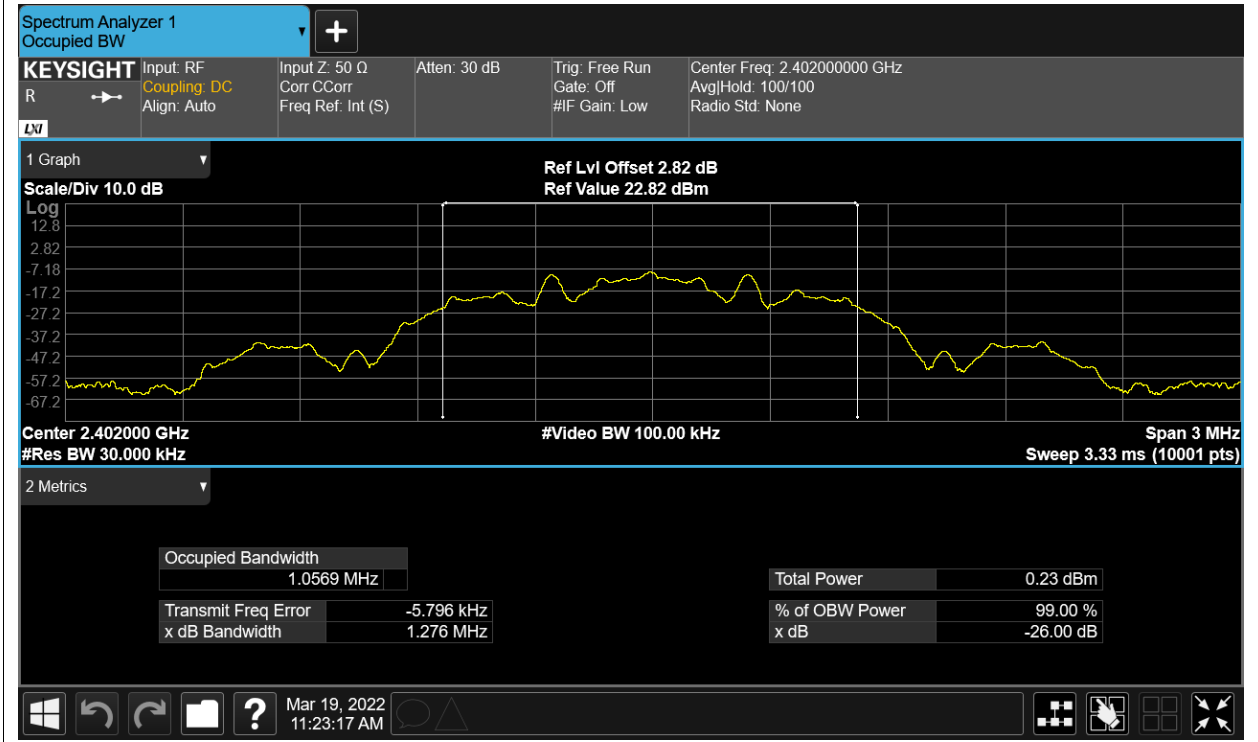 Spectrum Analyzer 1
Occupied BW
KEYSIGHT
R
LXI
Input: RF
Coupling: DC
Align: Auto
Input Z: 50 Ω
Corr CCorr
Freq Ref: Int (S)
Atten: 30 dB
Trig: Free Run
Gate: Off
#IF Gain: Low
Center Freq: 2.402000000 GHz
Avg|Hold: 100/100
Radio Std: None
1 Graph
Scale/Div 10.0 dB
Ref Lvl Offset 2.82 dB
Ref Value 22.82 dBm
Log
12.8
2.82
-7.18
-17.2
-27.2
-37.2
-47.2
-57.2
-67.2
Center 2.402000 GHz
#Res BW 30.000 kHz
#Video BW 100.00 kHz
Span 3 MHz
Sweep 3.33 ms (10001 pts)
2 Metrics
Occupied Bandwidth
1.0569 MHz
Transmit Freq Error -5.796 kHz
x dB Bandwidth 1.276 MHz
Total Power 0.23 dBm
% of OBW Power 99.00 %
x dB -26.00 dB
?
Mar 19, 2022
11:23:17 AM